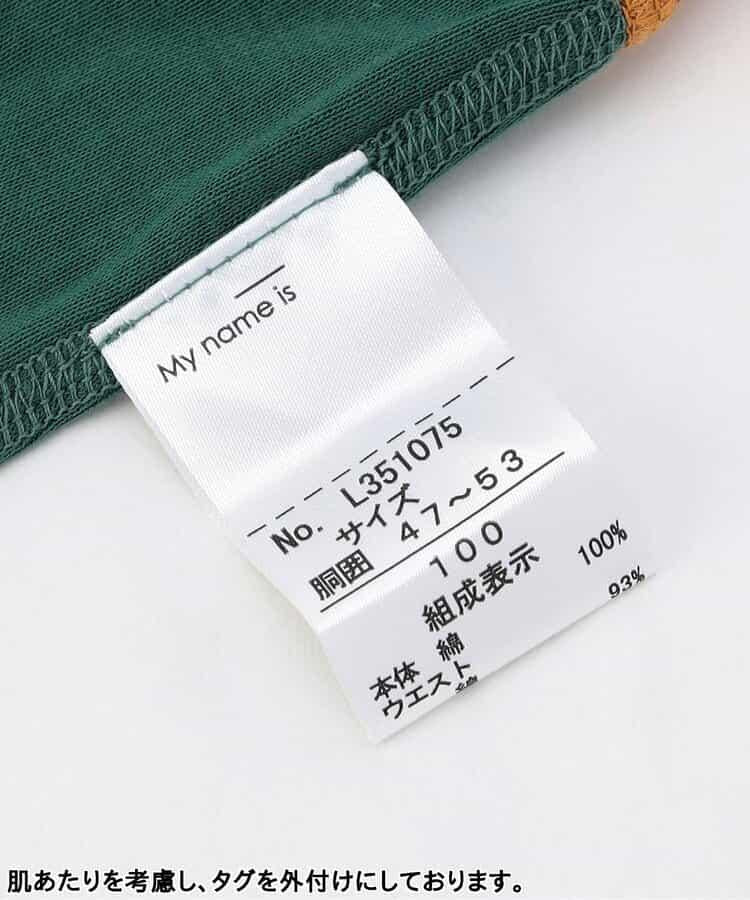 My name is
No. L351075
サイズ
胴囲 47～53
100
組成表示
本体 綿 100%
ウエスト 93%
肌あたりを考慮し、タグを外付けにしております。